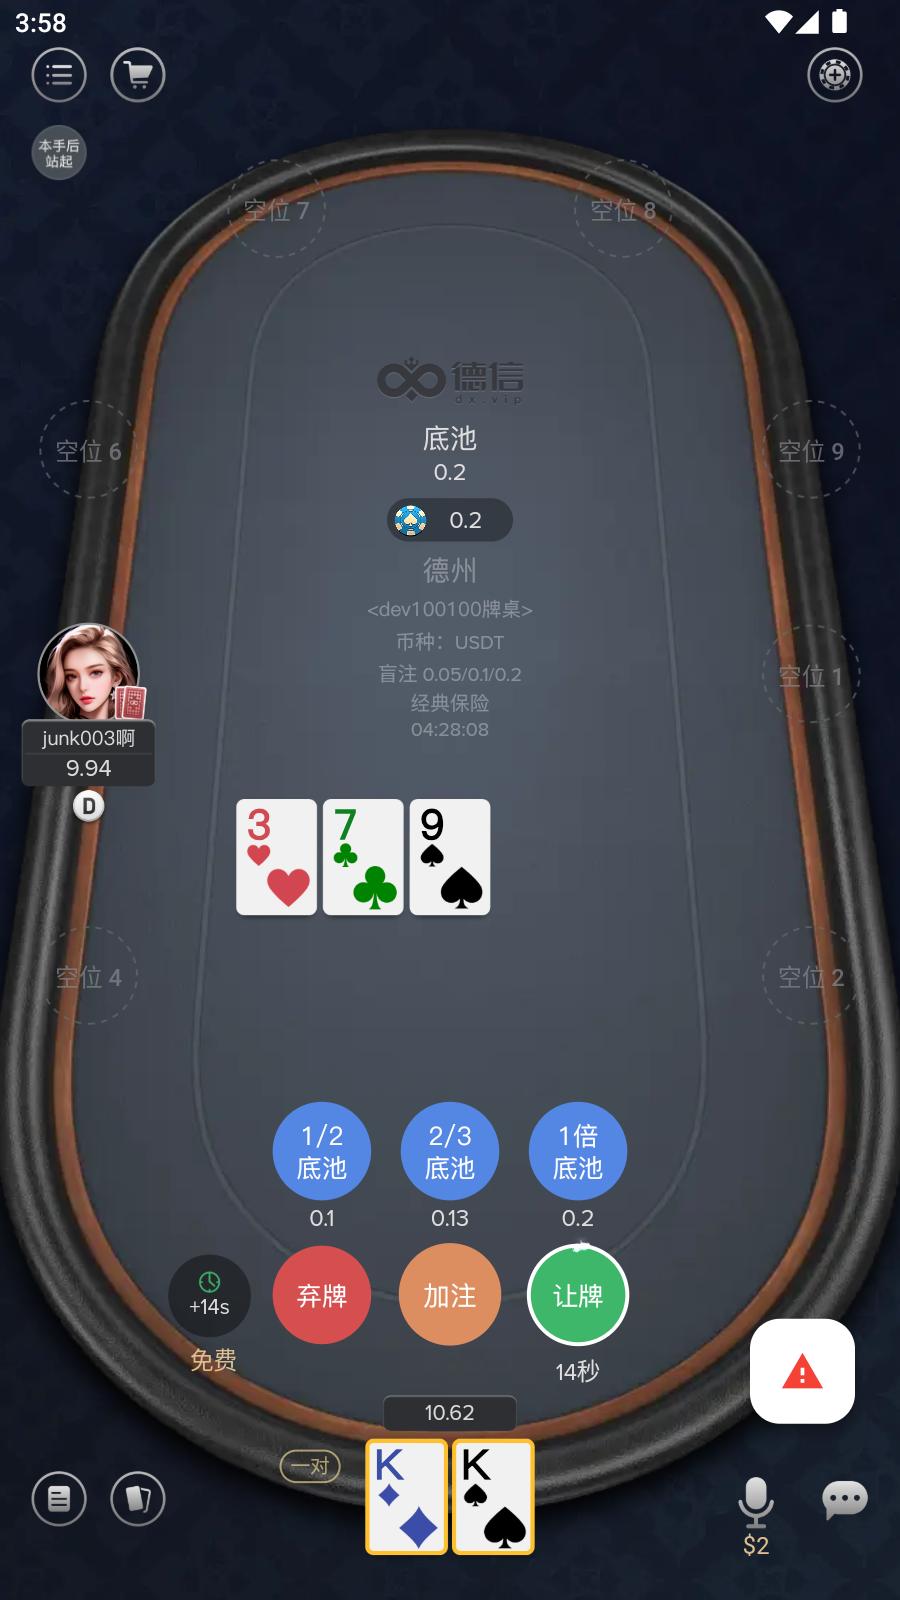 3:58
本手后
站起
空位 7
空位 8
德信
dx.vip
底池
0.2
空位 6
空位 9
0.2
德州
<dev100100牌桌>
币种：USDT
盲注 0.05/0.1/0.2
经典保险
04:28:08
空位 1
junk003啊
9.94
D
3
7
9
空位 4
空位 2
1/2
底池
2/3
底池
1倍
底池
0.1
0.13
0.2
+14s
弃牌
加注
让牌
免费
14秒
10.62
一对
K
K
$2